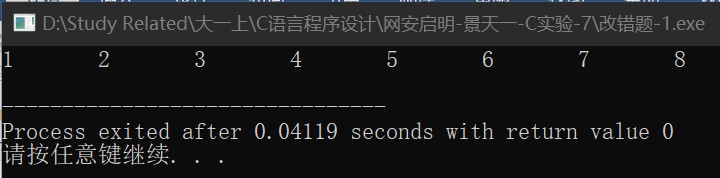 D:\Study Related\大一上\C语言程序设计\网安启明-景天一-C实验-7\改错题-1.exe
1 2 3 4 5 6 7 8
--------------------------------
Process exited after 0.04119 seconds with return value 0
请按任意键继续. . .